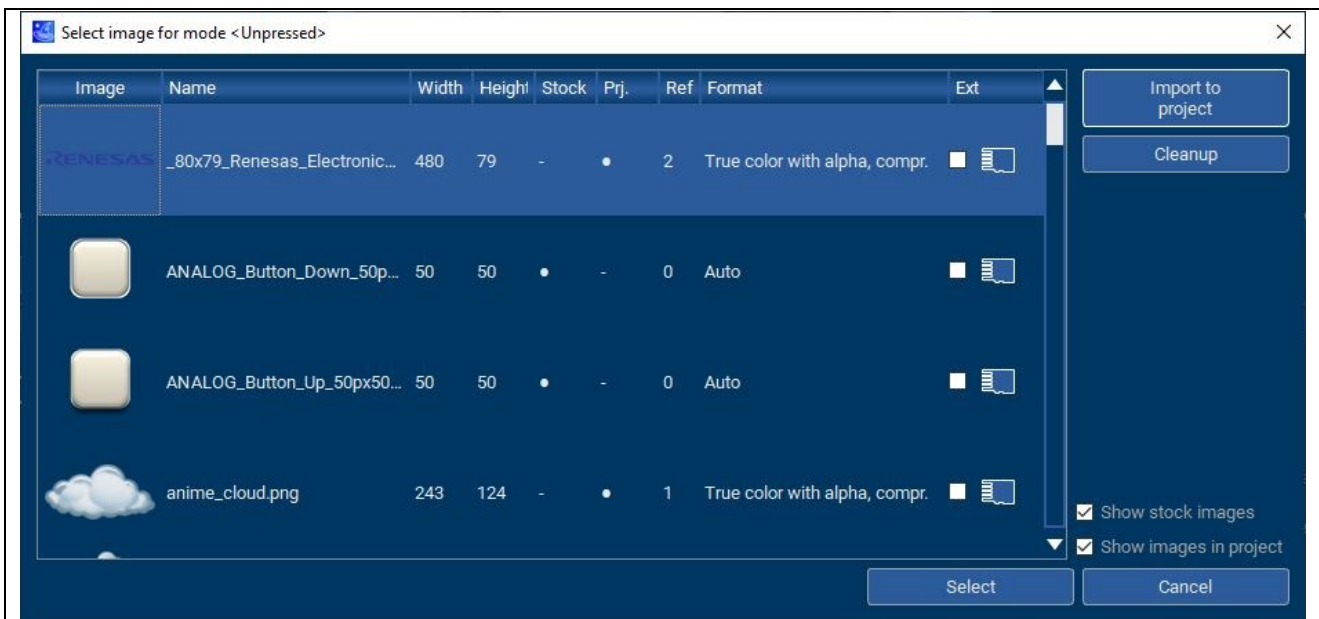 Select image for mode <Unpressed>
Image Name Width Height Stock Prj. Ref Format Ext
Import to
project
Cleanup
RENESAS _80x79_Renesas_Electronic... 480 79 - • 2 True color with alpha, compr.
ANALOG_Button_Down_50p... 50 50 • - 0 Auto
ANALOG_Button_Up_50px50... 50 50 • - 0 Auto
anime_cloud.png 243 124 - • 1 True color with alpha, compr.
Show stock images
Show images in project
Select
Cancel